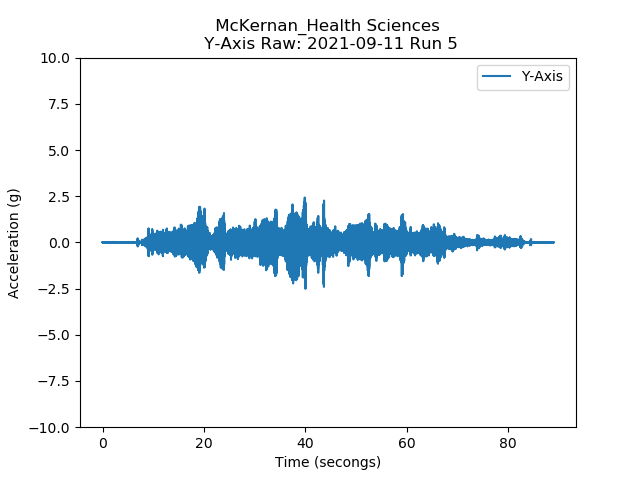 McKernan_Health Sciences
Y-Axis Raw: 2021-09-11 Run 5
Y-Axis
10.0
7.5
5.0
2.5
0.0
−2.5
−5.0
−7.5
−10.0
Acceleration (g)
0 20 40 60 80
Time (secongs)